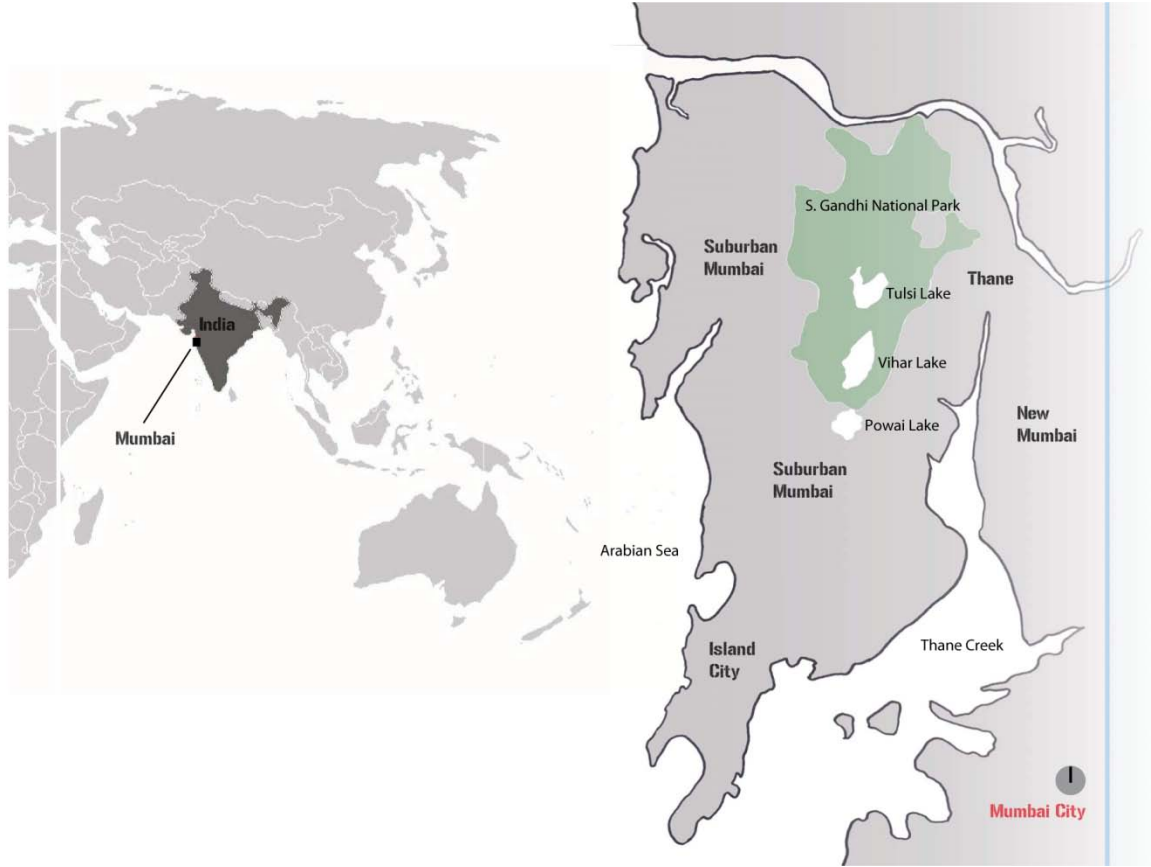 India
Mumbai
S. Gandhi National Park
Suburban
Mumbai
Thane
Tulsi Lake
Vihar Lake
New
Mumbai
Powai Lake
Suburban
Mumbai
Arabian Sea
Island
City
Thane Creek
Mumbai City